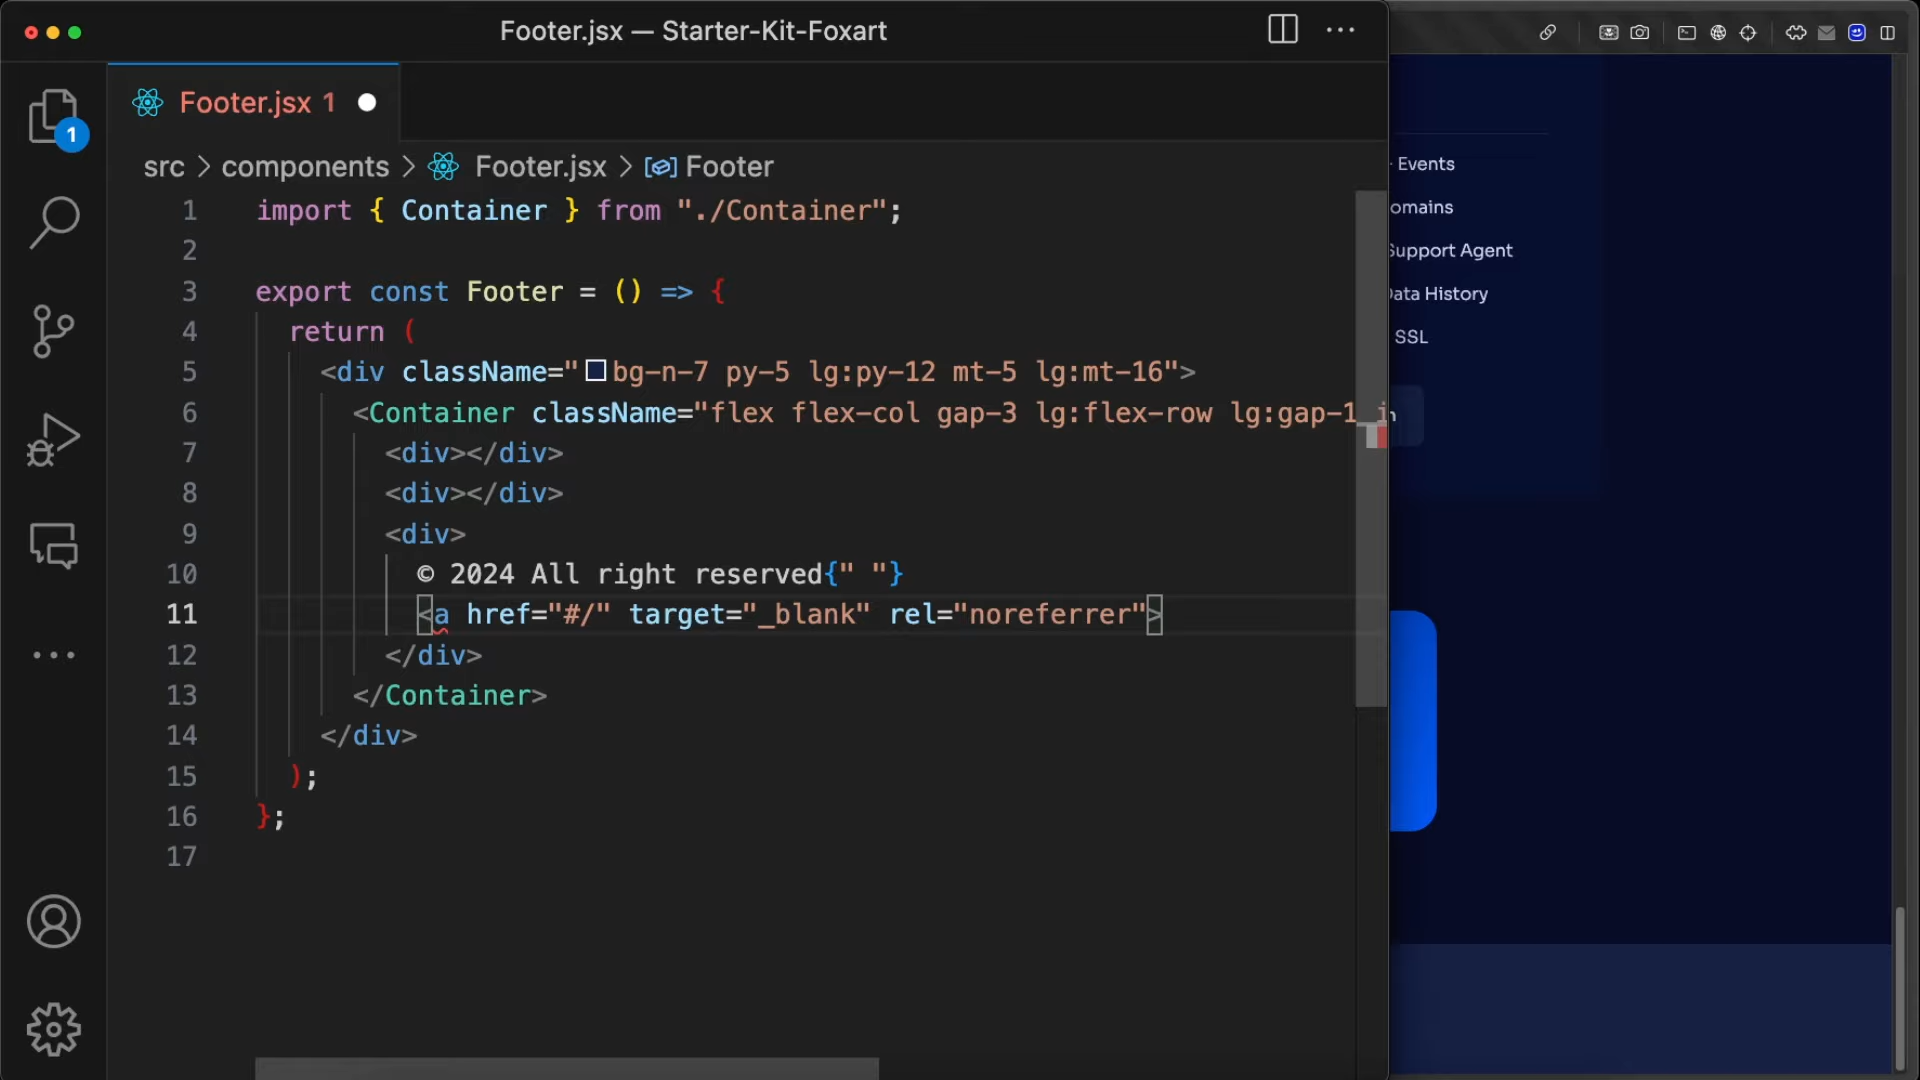 Footer.jsx — Starter-Kit-Foxart
Footer.jsx 1
1
src > components > Footer.jsx > Footer
1 import { Container } from "./Container";
2
3 export const Footer = () => {
4 return (
5 <div className="bg-n-7 py-5 lg:py-12 mt-5 lg:mt-16">
6 <Container className="flex flex-col gap-3 lg:flex-row lg:gap-1
7 <div></div>
8 <div></div>
9 <div>
10 © 2024 All right reserved{" "}
11 <a href="#/" target="_blank" rel="noreferrer">
12 </div>
13 </Container>
14 </div>
15 );
16 };
17
Events
omains
Support Agent
Data History
SSL